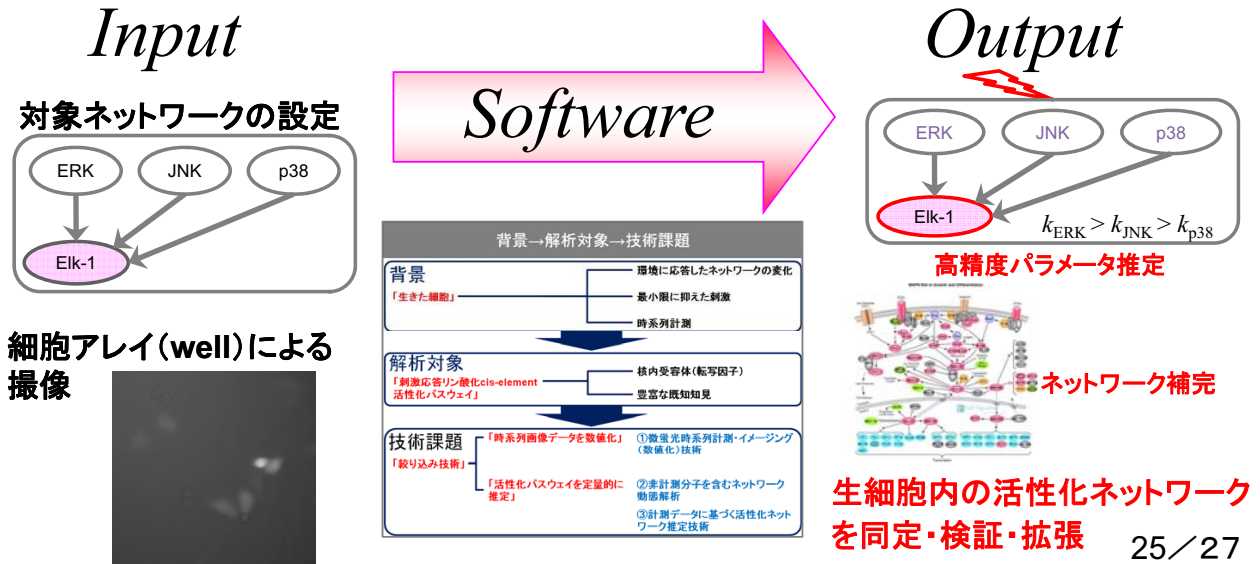 Input
対象ネットワークの設定
ERK
JNK
p38
Elk-1
細胞アレイ(well)による
撮像
Software
背景→解析対象→技術課題
背景
「生きた細胞」
環境に応答したネットワークの変化
最小限に抑えた刺激
時系列計測
解析対象
「刺激応答リン酸化cis-element
活性化パスウェイ」
核内受容体(転写因子)
豊富な既知知見
技術課題
「絞り込み技術」
「時系列画像データを数値化」
①微蛍光時系列計測・イメージング
(数値化)技術
「活性化パスウェイを定量的に
推定」
②非計測分子を含むネットワーク
動態解析
③計測データに基づく活性化ネット
ワーク推定技術
Output
ERK
JNK
p38
Elk-1
kERK > kJNK > kp38
高精度パラメータ推定
ネットワーク補完
生細胞内の活性化ネットワーク
を同定・検証・拡張
25／27